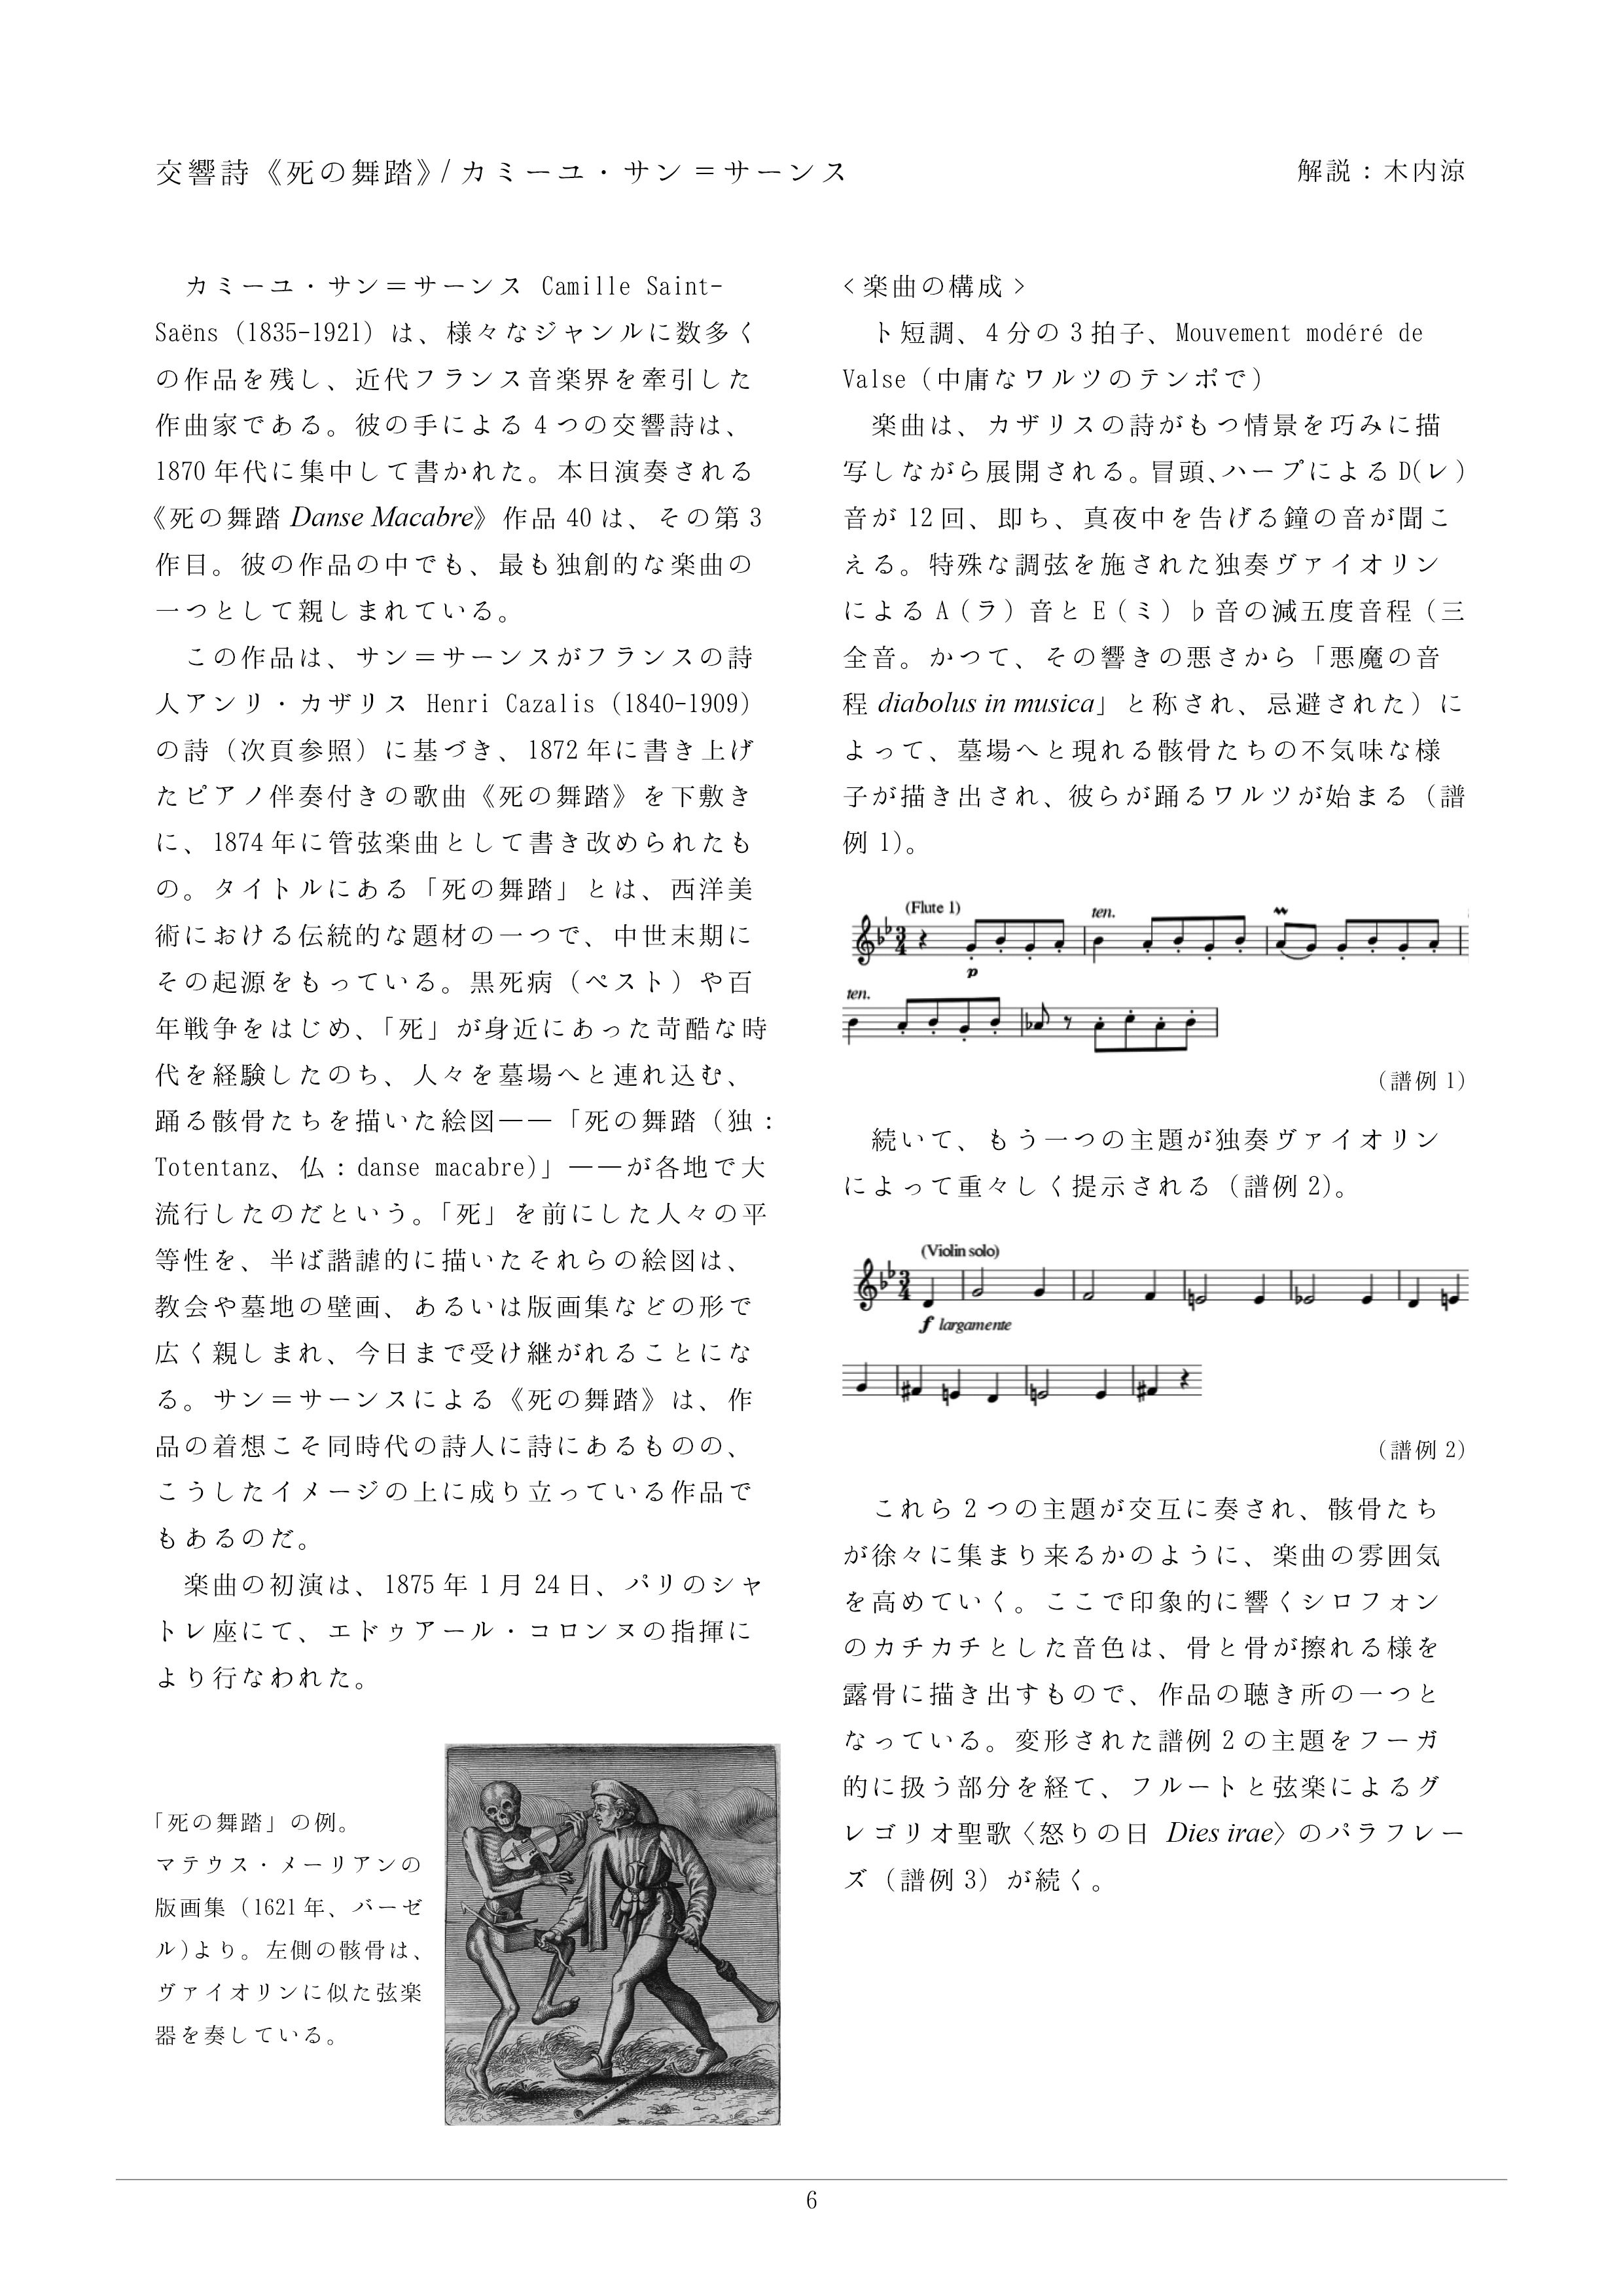 交響詩《死の舞踏》/カミーユ・サン=サーンス
解説:木内涼
カミーユ・サン=サーンス Camille Saint-
Saëns（1835-1921）は、様々なジャンルに数多く
の作品を残し、近代フランス音楽界を牽引した
作曲家である。彼の手による4つの交響詩は、
1870年代に集中して書かれた。本日演奏される
《死の舞踏 Danse Macabre》作品40は、その第3
作目。彼の作品の中でも、最も独創的な楽曲の
一つとして親しまれている。
この作品は、サン=サーンスがフランスの詩
人アンリ・カザリス Henri Cazalis（1840-1909）
の詩（次頁参照）に基づき、1872年に書き上げ
たピアノ伴奏付きの歌曲《死の舞踏》を下敷き
に、1874年に管弦楽曲として書き改められたも
の。タイトルにある「死の舞踏」とは、西洋美
術における伝統的な題材の一つで、中世末期に
その起源をもっている。黒死病（ペスト）や百
年戦争をはじめ、「死」が身近にあった苛酷な時
代を経験したのち、人々を墓場へと連れ込む、
踊る骸骨たちを描いた絵図――「死の舞踏（独:
Totentanz、仏:danse macabre）」――が各地で大
流行したのだという。「死」を前にした人々の平
等性を、半ば諧謔的に描いたそれらの絵図は、
教会や墓地の壁画、あるいは版画集などの形で
広く親しまれ、今日まで受け継がれることにな
る。サン=サーンスによる《死の舞踏》は、作
品の着想こそ同時代の詩人に詩にあるものの、
こうしたイメージの上に成り立っている作品で
もあるのだ。
楽曲の初演は、1875年1月24日、パリのシャ
トレ座にて、エドゥアール・コロンヌの指揮に
より行なわれた。
「死の舞踏」の例。
マテウス・メーリアンの
版画集（1621年、バーゼ
ル）より。左側の骸骨は、
ヴァイオリンに似た弦楽
器を奏している。
<楽曲の構成>
ト短調、4分の3拍子、Mouvement modéré de
Valse（中庸なワルツのテンポで）
楽曲は、カザリスの詩がもつ情景を巧みに描
写しながら展開される。冒頭、ハープによるD(レ)
音が12回、即ち、真夜中を告げる鐘の音が聞こ
える。特殊な調弦を施された独奏ヴァイオリン
によるA（ラ）音とE（ミ）♭音の減五度音程（三
全音。かつて、その響きの悪さから「悪魔の音
程 diabolus in musica」と称され、忌避された）に
よって、墓場へと現れる骸骨たちの不気味な様
子が描き出され、彼らが踊るワルツが始まる（譜
例1）。
(Flute 1)
ten.
p
ten.
（譜例1）
続いて、もう一つの主題が独奏ヴァイオリン
によって重々しく提示される（譜例2）。
(Violin solo)
f largamente
（譜例2）
これら2つの主題が交互に奏され、骸骨たち
が徐々に集まり来るかのように、楽曲の雰囲気
を高めていく。ここで印象的に響くシロフォン
のカチカチとした音色は、骨と骨が擦れる様を
露骨に描き出すもので、作品の聴き所の一つと
なっている。変形された譜例2の主題をフーガ
的に扱う部分を経て、フルートと弦楽によるグ
レゴリオ聖歌〈怒りの日 Dies irae〉のパラフレー
ズ（譜例3）が続く。
6